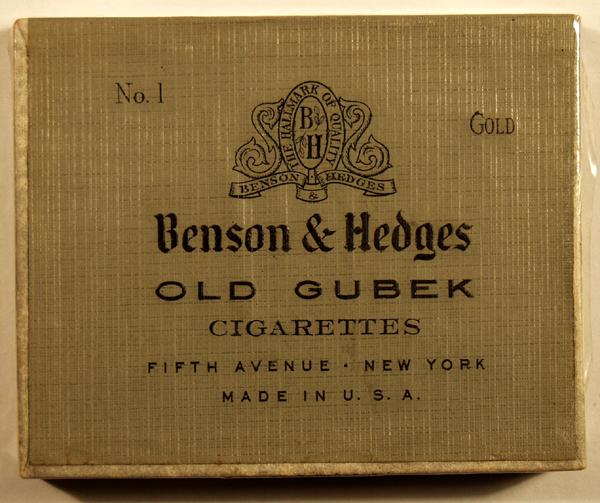 No. 1
THE HALLMARK OF QUALITY
B
H
BENSON & HEDGES
GOLD
Benson & Hedges
OLD GUBEK
CIGARETTES
FIFTH AVENUE · NEW YORK
MADE IN U. S. A.